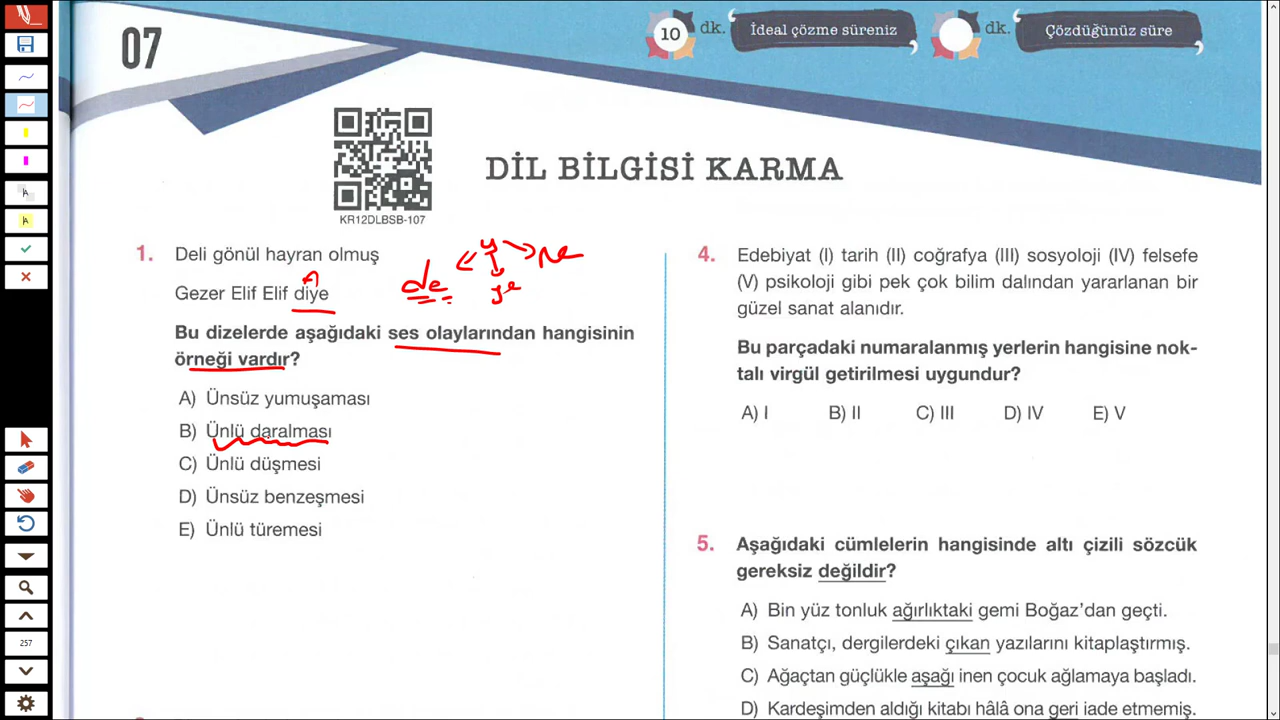 07
10 dk. İdeal çözme süreniz
dk. Çözdüğünüz süre
KR12DLBSB-107
DİL BİLGİSİ KARMA
1. Deli gönül hayran olmuş
Gezer Elif Elif diye
Bu dizelerde aşağıdaki ses olaylarından hangisinin
örneği vardır?
A) Ünsüz yumuşaması
B) Ünlü daralması
C) Ünlü düşmesi
D) Ünsüz benzeşmesi
E) Ünlü türemesi
y
de
ye
ne
4. Edebiyat (I) tarih (II) coğrafya (III) sosyoloji (IV) felsefe
(V) psikoloji gibi pek çok bilim dalından yararlanan bir
güzel sanat alanıdır.
Bu parçadaki numaralanmış yerlerin hangisine nok-
talı virgül getirilmesi uygundur?
A) I B) II C) III D) IV E) V
5. Aşağıdaki cümlelerin hangisinde altı çizili sözcük
gereksiz değildir?
A) Bin yüz tonluk ağırlıktaki gemi Boğaz'dan geçti.
B) Sanatçı, dergilerdeki çıkan yazılarını kitaplaştırmış.
C) Ağaçtan güçlükle aşağı inen çocuk ağlamaya başladı.
D) Kardeşimden aldığı kitabı hâlâ ona geri iade etmemiş.
A
A
257